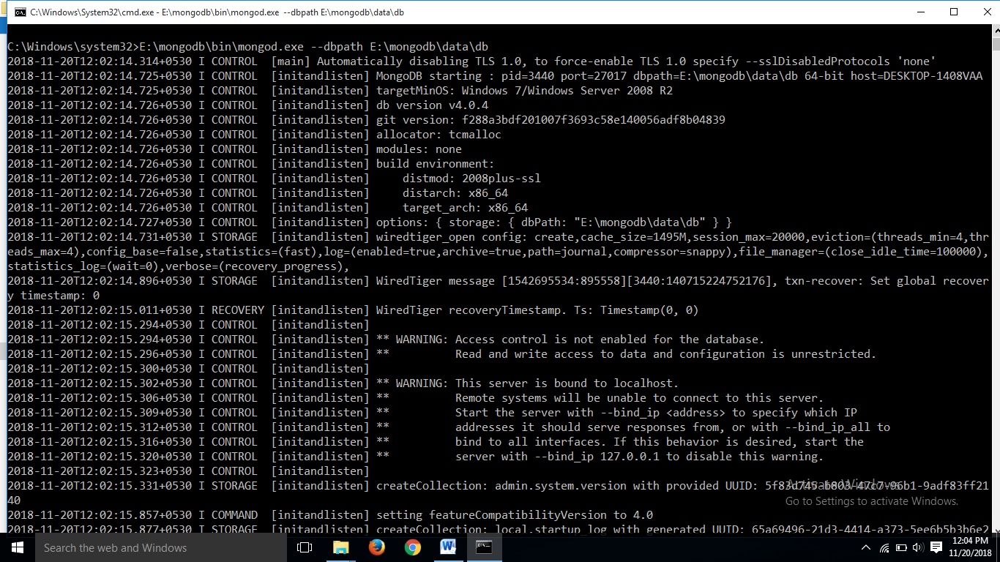 C:\Windows\System32\cmd.exe - E:\mongodb\bin\mongod.exe --dbpath E:\mongodb\data\db
C:\Windows\system32>E:\mongodb\bin\mongod.exe --dbpath E:\mongodb\data\db
2018-11-20T12:02:14.314+0530 I CONTROL  [main] Automatically disabling TLS 1.0, to force-enable TLS 1.0 specify --sslDisabledProtocols 'none'
2018-11-20T12:02:14.725+0530 I CONTROL  [initandlisten] MongoDB starting : pid=3440 port=27017 dbpath=E:\mongodb\data\db 64-bit host=DESKTOP-1408VAA
2018-11-20T12:02:14.725+0530 I CONTROL  [initandlisten] targetMinOS: Windows 7/Windows Server 2008 R2
2018-11-20T12:02:14.726+0530 I CONTROL  [initandlisten] db version v4.0.4
2018-11-20T12:02:14.726+0530 I CONTROL  [initandlisten] git version: f288a3bdf201007f3693c58e140056adf8b04839
2018-11-20T12:02:14.726+0530 I CONTROL  [initandlisten] allocator: tcmalloc
2018-11-20T12:02:14.726+0530 I CONTROL  [initandlisten] modules: none
2018-11-20T12:02:14.726+0530 I CONTROL  [initandlisten] build environment:
2018-11-20T12:02:14.726+0530 I CONTROL  [initandlisten]     distmod: 2008plus-ssl
2018-11-20T12:02:14.726+0530 I CONTROL  [initandlisten]     distarch: x86_64
2018-11-20T12:02:14.726+0530 I CONTROL  [initandlisten]     target_arch: x86_64
2018-11-20T12:02:14.727+0530 I CONTROL  [initandlisten] options: { storage: { dbPath: "E:\mongodb\data\db" } }
2018-11-20T12:02:14.731+0530 I STORAGE  [initandlisten] wiredtiger_open config: create,cache_size=1495M,session_max=20000,eviction=(threads_min=4,thr
eads_max=4),config_base=false,statistics=(fast),log=(enabled=true,archive=true,path=journal,compressor=snappy),file_manager=(close_idle_time=100000),
statistics_log=(wait=0),verbose=(recovery_progress),
2018-11-20T12:02:14.896+0530 I STORAGE  [initandlisten] WiredTiger message [1542695534:895558][3440:140715224752176], txn-recover: Set global recover
y timestamp: 0
2018-11-20T12:02:15.011+0530 I RECOVERY [initandlisten] WiredTiger recoveryTimestamp. Ts: Timestamp(0, 0)
2018-11-20T12:02:15.294+0530 I CONTROL  [initandlisten]
2018-11-20T12:02:15.294+0530 I CONTROL  [initandlisten] ** WARNING: Access control is not enabled for the database.
2018-11-20T12:02:15.296+0530 I CONTROL  [initandlisten] **          Read and write access to data and configuration is unrestricted.
2018-11-20T12:02:15.300+0530 I CONTROL  [initandlisten]
2018-11-20T12:02:15.302+0530 I CONTROL  [initandlisten] ** WARNING: This server is bound to localhost.
2018-11-20T12:02:15.306+0530 I CONTROL  [initandlisten] **          Remote systems will be unable to connect to this server.
2018-11-20T12:02:15.309+0530 I CONTROL  [initandlisten] **          Start the server with --bind_ip <address> to specify which IP
2018-11-20T12:02:15.312+0530 I CONTROL  [initandlisten] **          addresses it should serve responses from, or with --bind_ip_all to
2018-11-20T12:02:15.316+0530 I CONTROL  [initandlisten] **          bind to all interfaces. If this behavior is desired, start the
2018-11-20T12:02:15.320+0530 I CONTROL  [initandlisten] **          server with --bind_ip 127.0.0.1 to disable this warning.
2018-11-20T12:02:15.323+0530 I CONTROL  [initandlisten]
2018-11-20T12:02:15.331+0530 I STORAGE  [initandlisten] createCollection: admin.system.version with provided UUID:
40
Activate Windows
Go to Settings to activate Windows.
2018-11-20T12:02:15.857+0530 I COMMAND  [initandlisten] setting featureCompatibilityVersion to 4.0
2018-11-20T12:02:15.877+0530 I STORAGE  [initandlisten] createCollection: local.startup_log with generated UUID: 65a69496-21d3-4414-a373-5ee6b5b3b6e2
Search the web and Windows
12:04 PM
11/20/2018